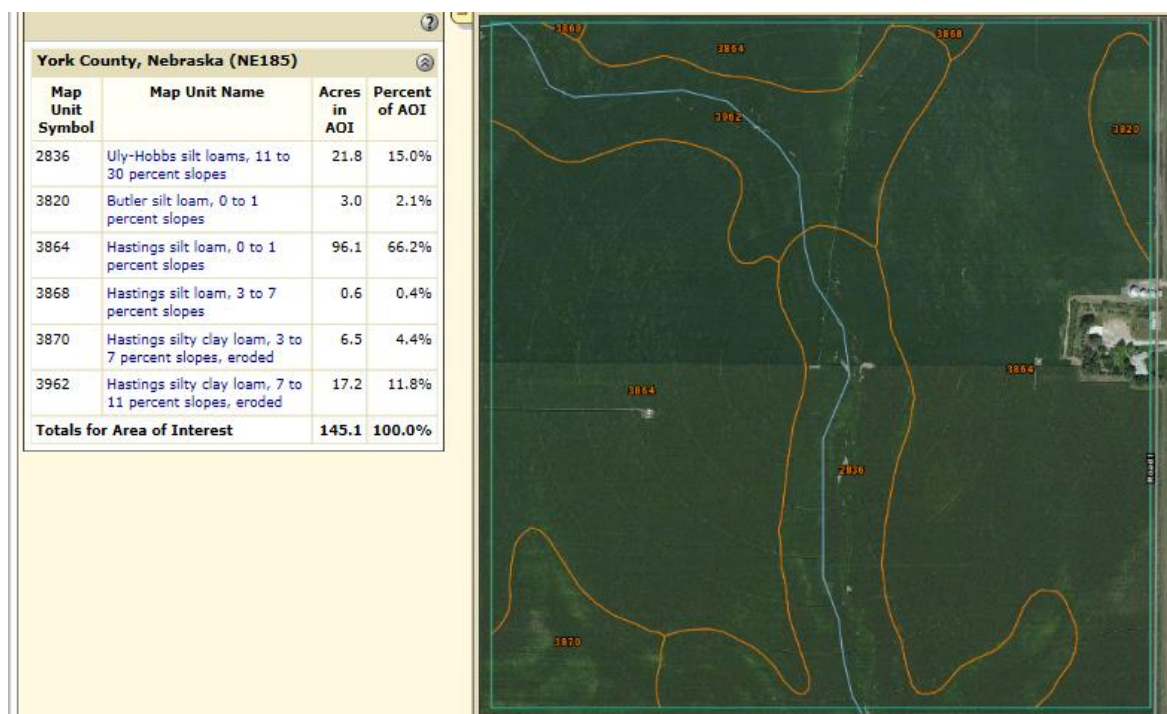 York County, Nebraska (NE185)
Map Unit Symbol Map Unit Name Acres in AOI Percent of AOI
2836 Uly-Hobbs silt loams, 11 to 30 percent slopes 21.8 15.0%
3820 Butler silt loam, 0 to 1 percent slopes 3.0 2.1%
3864 Hastings silt loam, 0 to 1 percent slopes 96.1 66.2%
3868 Hastings silt loam, 3 to 7 percent slopes 0.6 0.4%
3870 Hastings silty clay loam, 3 to 7 percent slopes, eroded 6.5 4.4%
3962 Hastings silty clay loam, 7 to 11 percent slopes, eroded 17.2 11.8%
Totals for Area of Interest 145.1 100.0%
3868
3864
3868
3962
3820
3864
3864
2836
3870